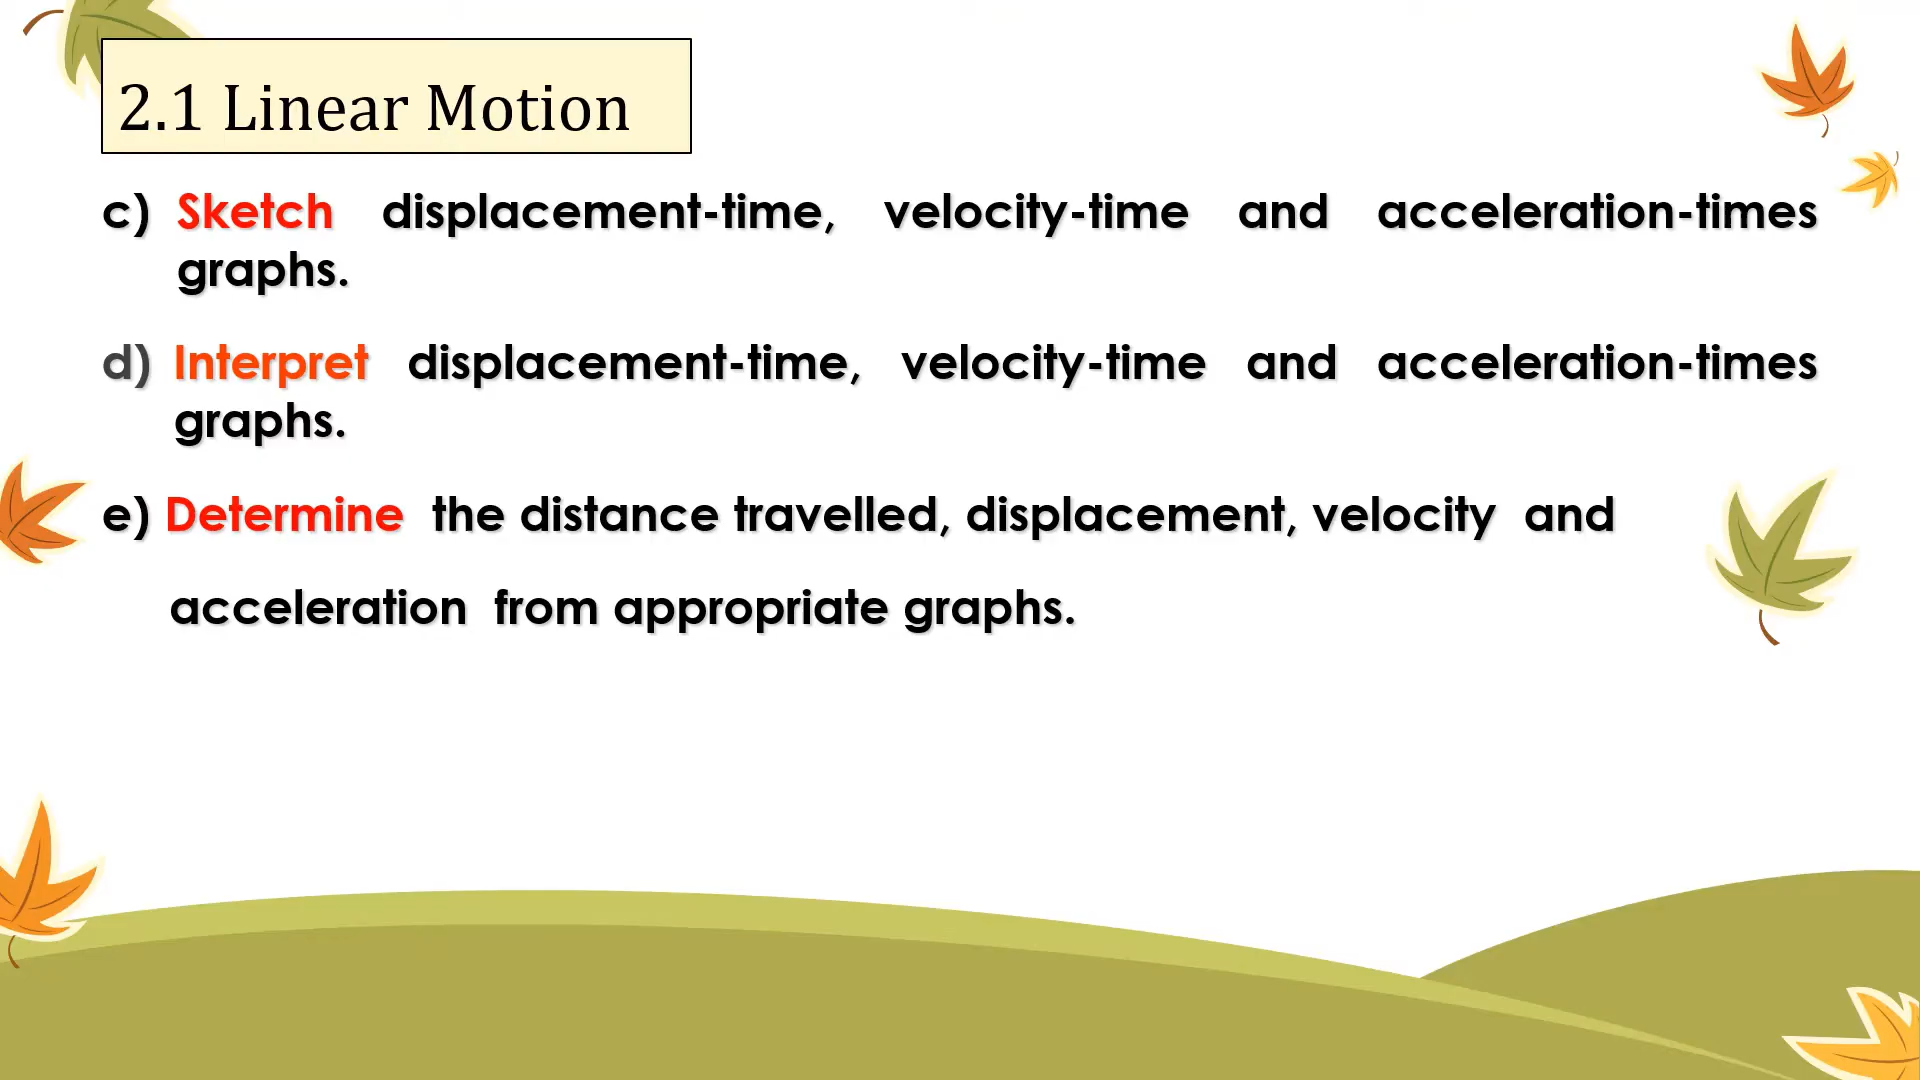 2.1 Linear Motion
c) Sketch displacement-time, velocity-time and acceleration-times
graphs.
d) Interpret displacement-time, velocity-time and acceleration-times
graphs.
e) Determine the distance travelled, displacement, velocity and
acceleration from appropriate graphs.